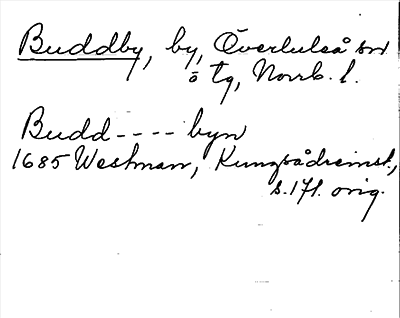 Buddby, by, Överluleå sn
ö tg, Norrb. l.
Budd---- byn
1685 Westman, Kungsådreinst.,
s. 171. orig.